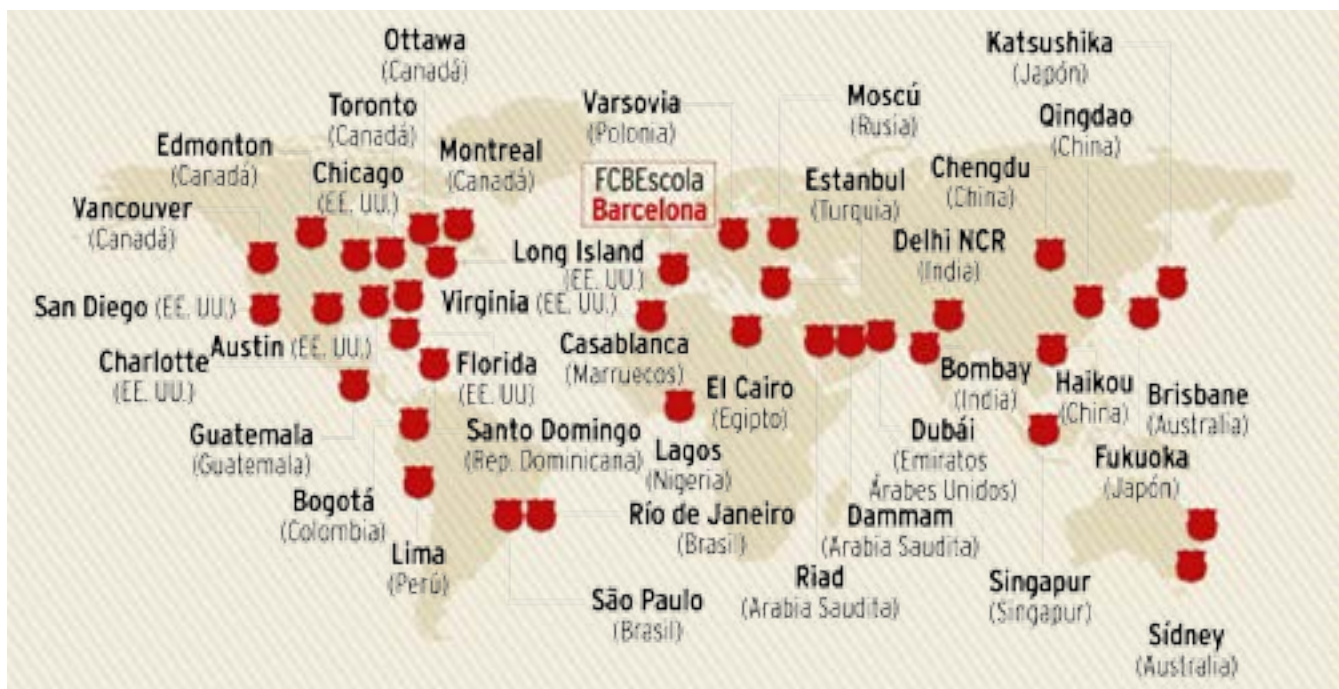 Ottawa
(Canadá)
Katsushika
(Japón)
Toronto
(Canadá)
Varsovia
(Polonia)
Moscú
(Rusia)
Qingdao
(China)
Edmonton
(Canadá)
Chicago
(EE. UU.)
Montreal
(Canadá)
FCBEscola
Barcelona
Estanbul
(Turquia)
Chengdu
(China)
Vancouver
(Canadá)
Delhi NCR
(India)
Long Island
(EE. UU.)
San Diego (EE. UU.)
Virginia (EE. UU.)
Austin (EE. UU.)
Charlotte
(EE. UU.)
Florida
(EE. UU)
Casablanca
(Marruecos)
El Cairo
(Egipto)
Bombay
(India)
Haikou
(China)
Brisbane
(Australia)
Guatemala
(Guatemala)
Santo Domingo
(Rep. Dominicana)
Lagos
(Nigeria)
Dubái
(Emiratos
Árabes Unidos)
Fukuoka
(Japón)
Bogotá
(Colombia)
Lima
(Perú)
Río de Janeiro
(Brasil)
Dammam
(Arabia Saudita)
São Paulo
(Brasil)
Riad
(Arabia Saudita)
Singapur
(Singapur)
Sídney
(Australia)